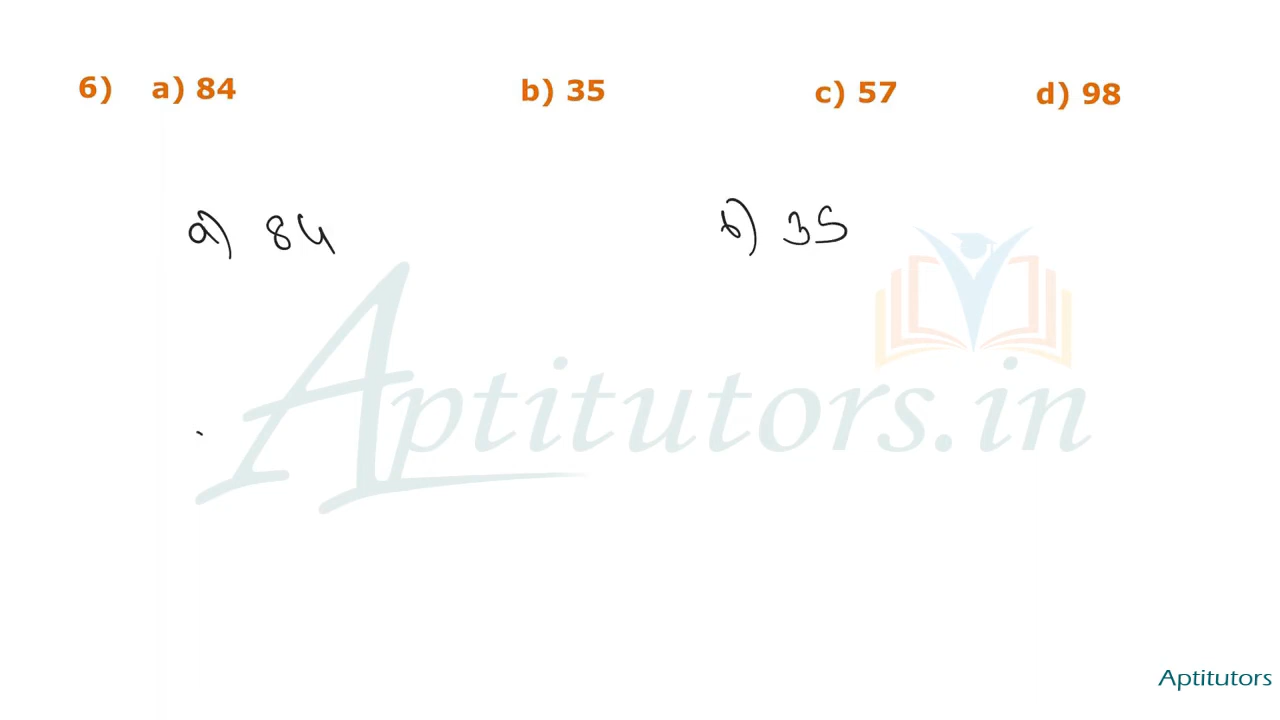 6) a) 84 b) 35 c) 57 d) 98
a) 84 b) 35
Aptitutors.in
Aptitutors